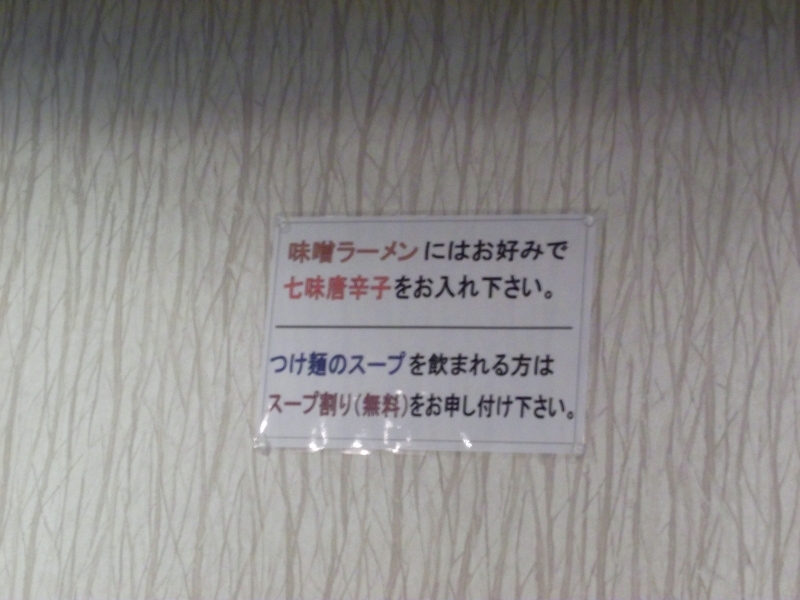 味噌ラーメンにはお好みで
七味唐辛子をお入れ下さい。
つけ麺のスープを飲まれる方は
スープ割り(無料)をお申し付け下さい。